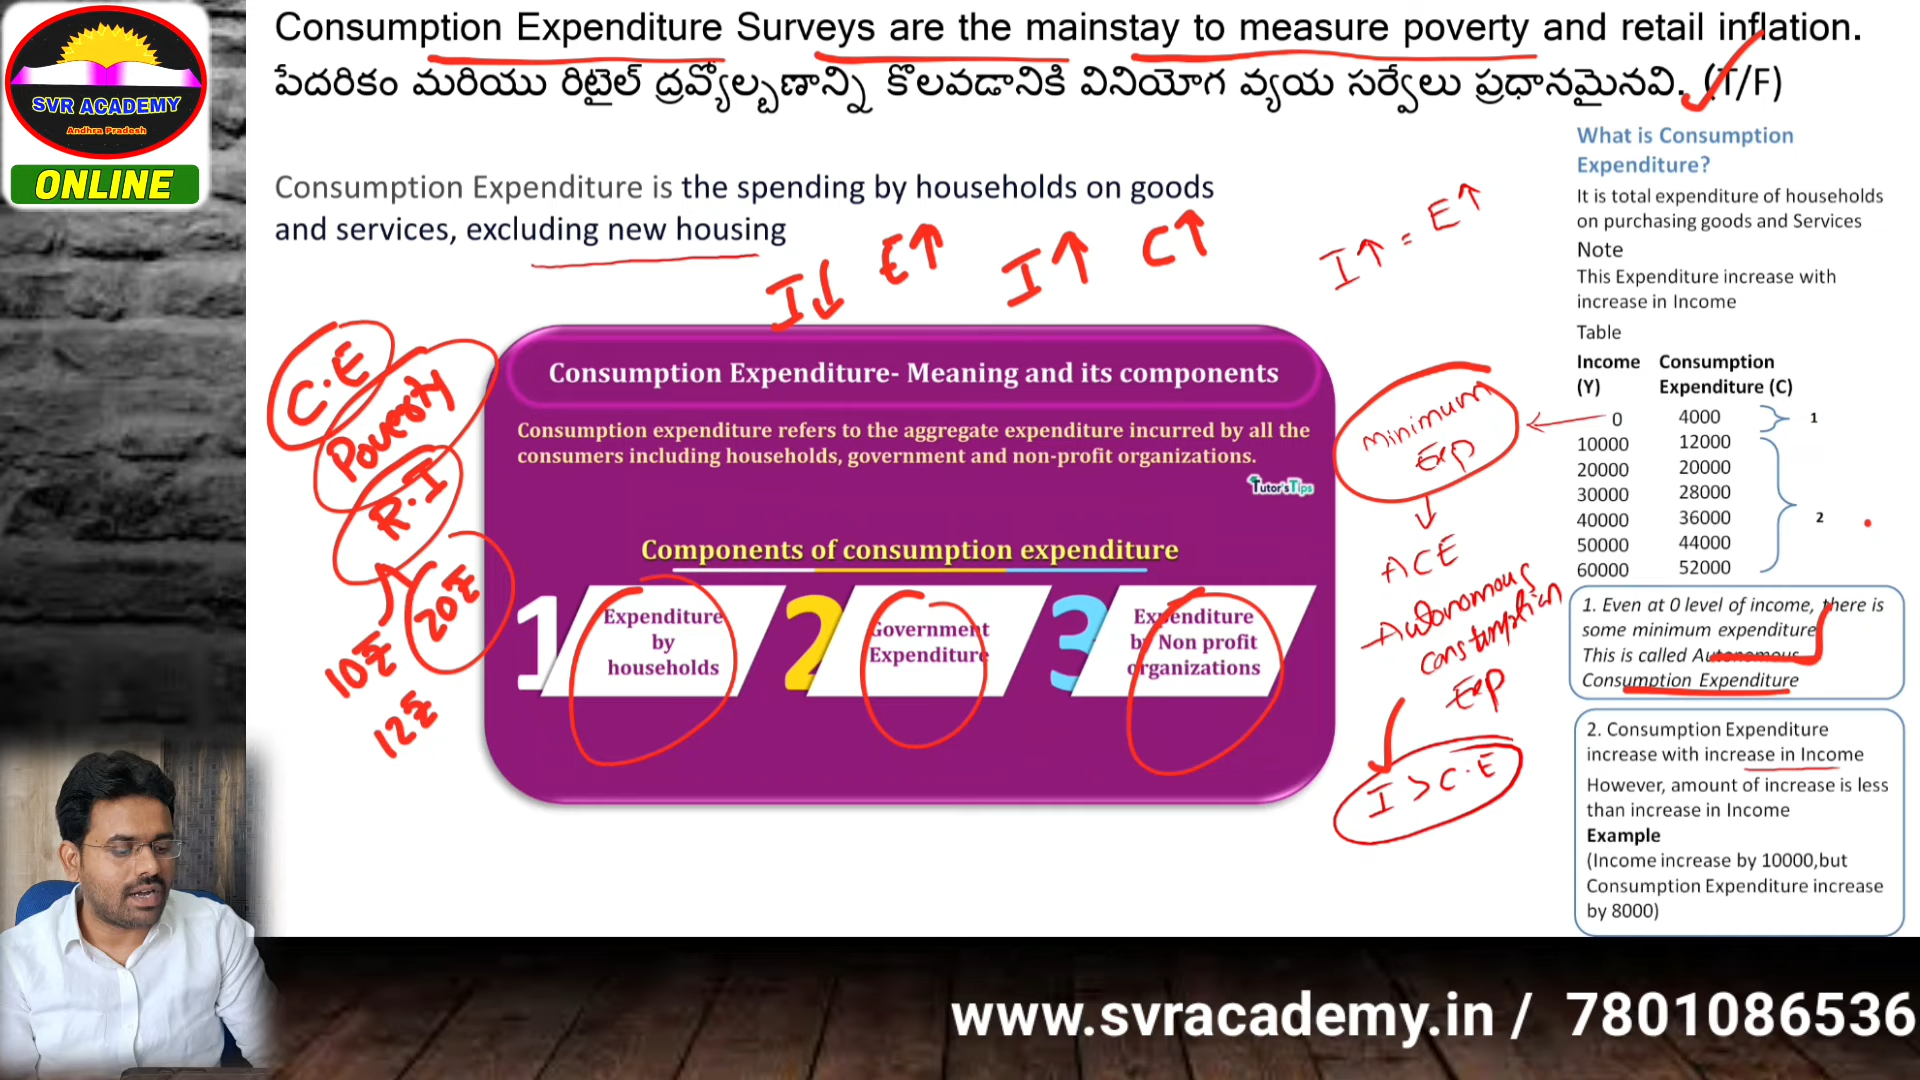 Consumption Expenditure Surveys are the mainstay to measure poverty and retail inflation.
పేదరికం మరియు రిటైల్ ద్రవ్యోల్బణాన్ని కొలవడానికి వినియోగ వ్యయ సర్వేలు ప్రధానమైనవి. (T/F)
SVR ACADEMY
Andhra Pradesh
ONLINE
Consumption Expenditure is the spending by households on goods
and services, excluding new housing
I↓ E↑ I↑ C↑
I↑ = E↑
C.E
Poverty
R.I
20₹
10₹
12₹
Consumption Expenditure- Meaning and its components
Consumption expenditure refers to the aggregate expenditure incurred by all the
consumers including households, government and non-profit organizations.
Tutor'sTips
Components of consumption expenditure
1 Expenditure
by
households
2 Government
Expenditure
3 Expenditure
by Non profit
organizations
Minimum
Exp
ACE
Autonomous
consumption
Exp
I > C.E
What is Consumption
Expenditure?
It is total expenditure of households
on purchasing goods and Services
Note
This Expenditure increase with
increase in Income
Table
Income Consumption
(Y) Expenditure (C)
0 4000 1
10000 12000
20000 20000
30000 28000
40000 36000 2
50000 44000
60000 52000
1. Even at 0 level of income, there is
some minimum expenditure
This is called Autonomous
Consumption Expenditure
2. Consumption Expenditure
increase with increase in Income
However, amount of increase is less
than increase in Income
Example
(Income increase by 10000,but
Consumption Expenditure increase
by 8000)
www.svracademy.in / 7801086536